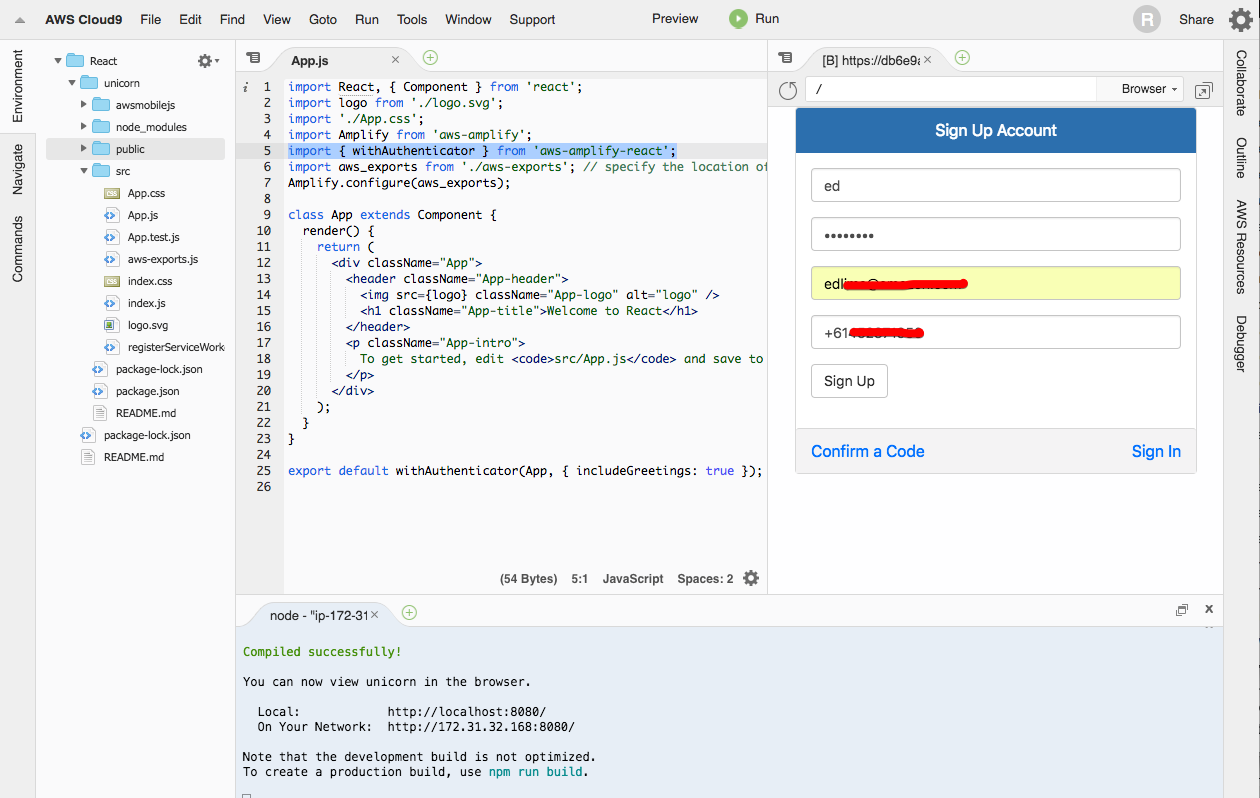 AWS Cloud9 File Edit Find View Goto Run Tools Window Support Preview Run R Share
Environment
Navigate
Commands
React
unicorn
awsmobilejs
node_modules
public
src
App.css
App.js
App.test.js
aws-exports.js
index.css
index.js
logo.svg
registerServiceWork
package-lock.json
package.json
README.md
package-lock.json
README.md
App.js
1 import React, { Component } from 'react';
2 import logo from './logo.svg';
3 import './App.css';
4 import Amplify from 'aws-amplify';
5 import { withAuthenticator } from 'aws-amplify-react';
6 import aws_exports from './aws-exports'; // specify the location of
7 Amplify.configure(aws_exports);
8
9 class App extends Component {
10 render() {
11 return (
12 <div className="App">
13 <header className="App-header">
14 <img src={logo} className="App-logo" alt="logo" />
15 <h1 className="App-title">Welcome to React</h1>
16 </header>
17 <p className="App-intro">
18 To get started, edit <code>src/App.js</code> and save to
19 </p>
20 </div>
21 );
22 }
23 }
24
25 export default withAuthenticator(App, { includeGreetings: true });
26
(54 Bytes) 5:1 JavaScript Spaces: 2
[B] https://db6e9a
/ Browser
Sign Up Account
ed
••••••••
+61
Sign Up
Confirm a Code Sign In
Collaborate
Outline
AWS Resources
Debugger
node - "ip-172-31
Compiled successfully!
You can now view unicorn in the browser.
Local: http://localhost:8080/
On Your Network: http://172.31.32.168:8080/
Note that the development build is not optimized.
To create a production build, use npm run build.